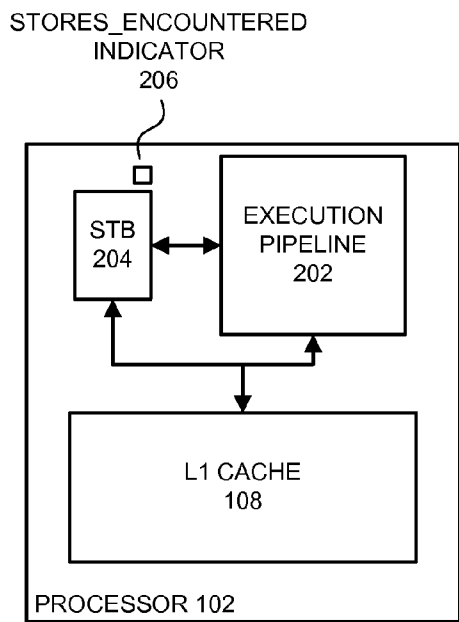 STORES_ENCOUNTERED
INDICATOR
206
STB
204
EXECUTION
PIPELINE
202
L1 CACHE
108
PROCESSOR 102